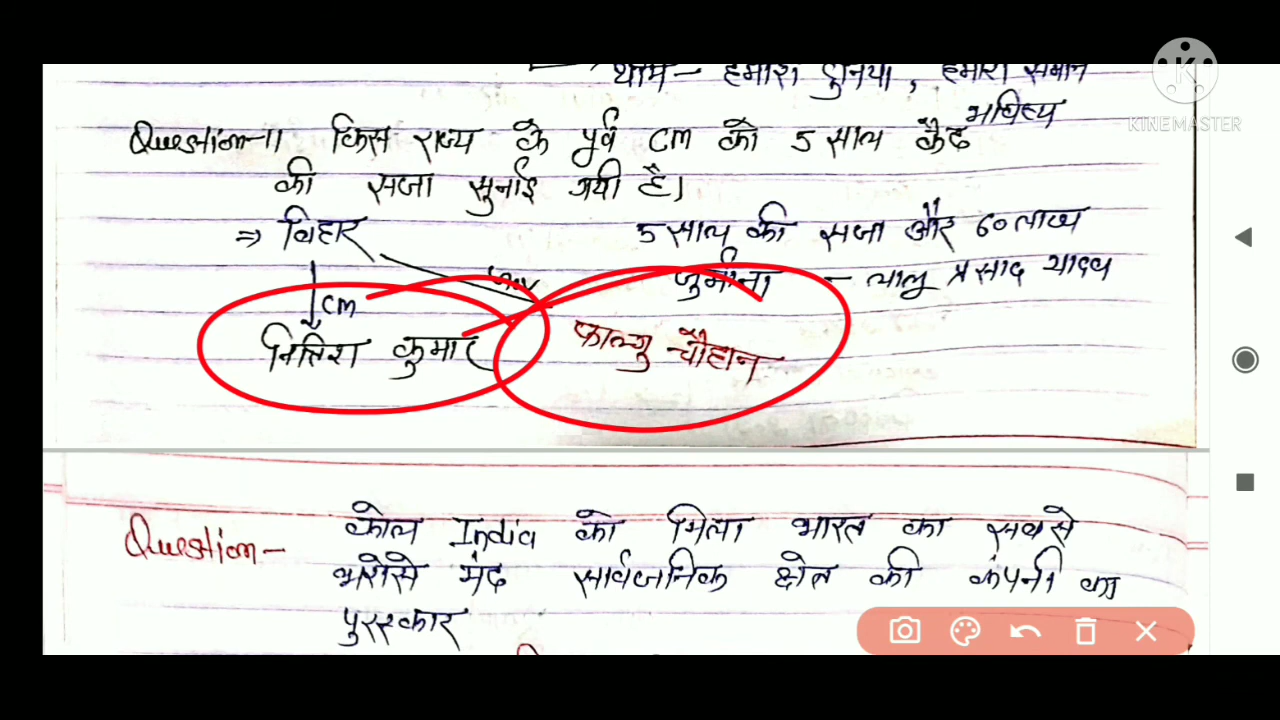 थीम - हमारी दुनिया, हमारा समान
भविष्य
Question-11 किस राज्य के पूर्व CM को 5 साल कैद
की सजा सुनाई गयी है।
⇒ बिहार
5 साल की सजा और 60 लाख
जुर्माना - लालू प्रसाद यादव
CM
नितिश कुमार
फाल्गु चौहान
Question- कोल India को मिला भारत का सबसे
भरोसे मंद सार्वजनिक क्षेत की कंपनी का
पुरस्कार
K
KINEMASTER